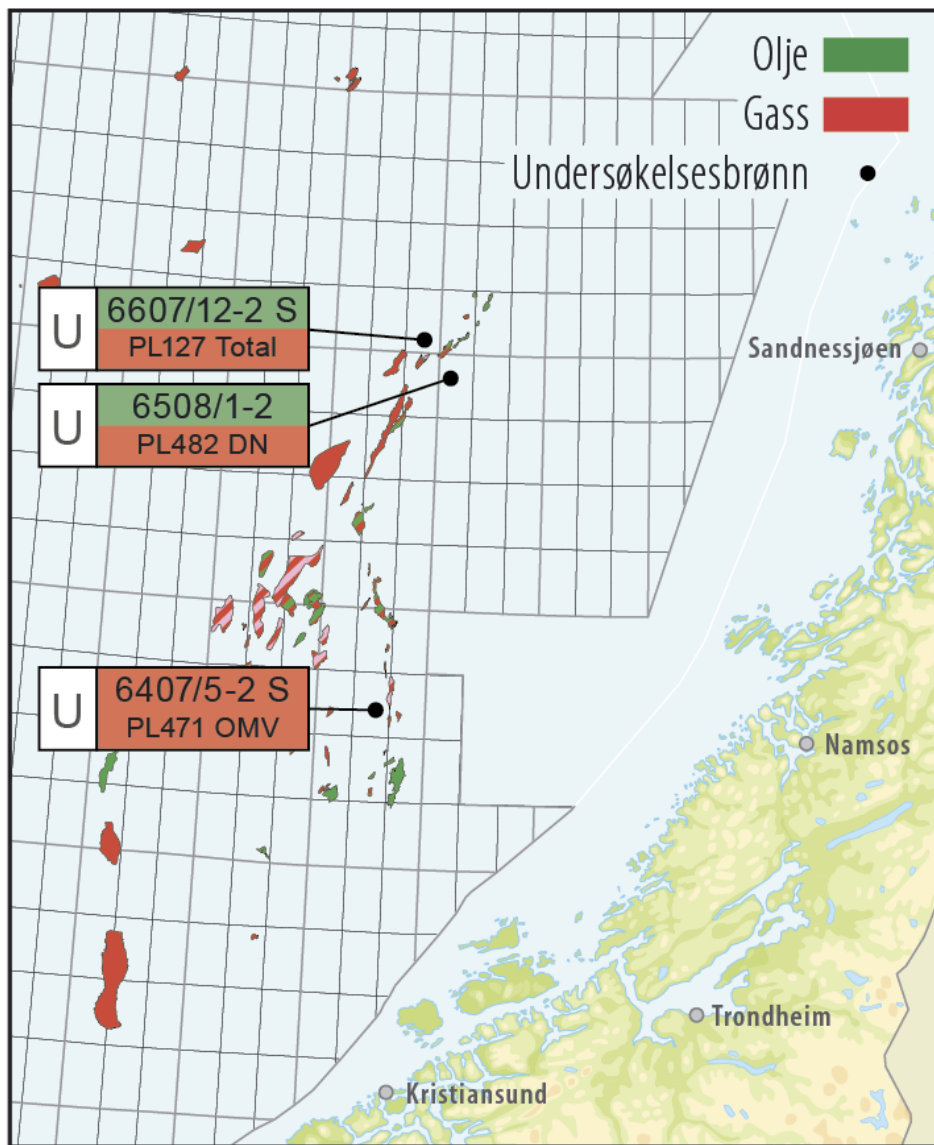 Olje
Gass
Undersøkelsesbrønn
U
6607/12-2 S
PL127 Total
Sandnessjøen
U
6508/1-2
PL482 DN
U
6407/5-2 S
PL471 OMV
Namsos
Trondheim
Kristiansund